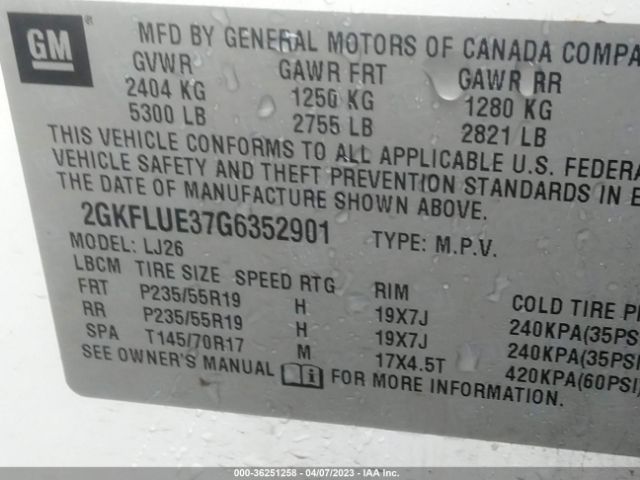 GM
MFD BY GENERAL MOTORS OF CANADA COMPA
GVWR GAWR FRT GAWR RR
2404 KG 1250 KG 1280 KG
5300 LB 2755 LB 2821 LB
THIS VEHICLE CONFORMS TO ALL APPLICABLE U.S. FEDERA
VEHICLE SAFETY AND THEFT PREVENTION STANDARDS IN E
THE DATE OF MANUFACTURE SHOWN ABOVE.
2GKFLUE37G6352901 TYPE: M.P.V.
MODEL: LJ26
LBCM TIRE SIZE SPEED RTG RIM COLD TIRE P
FRT P235/55R19 H 19X7J 240KPA(35PS
RR P235/55R19 H 19X7J 240KPA(35PSI
SPA T145/70R17 M 17X4.5T 420KPA(60PSI)
SEE OWNER'S MANUAL FOR MORE INFORMATION.
000-36251258 - 04/07/2023 - IAA Inc.